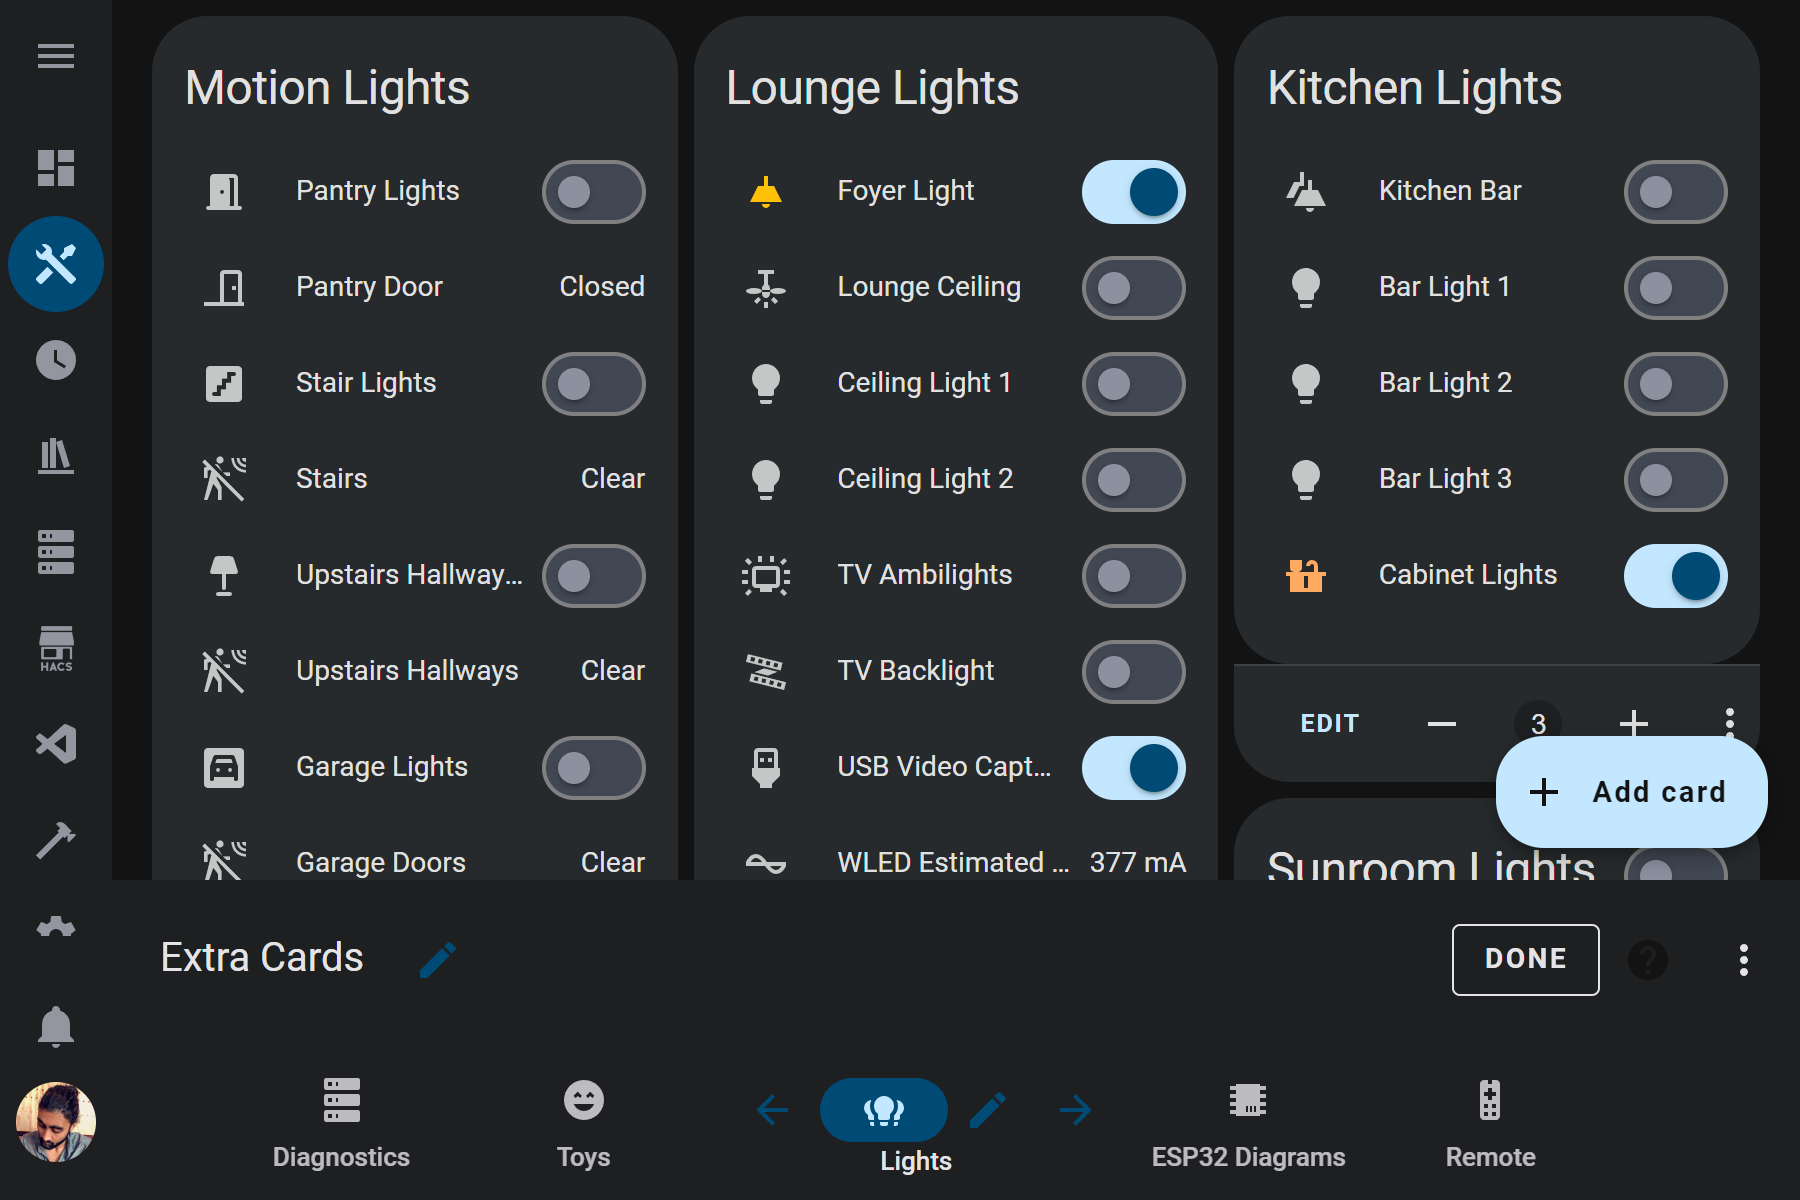 Motion Lights
Pantry Lights
Pantry Door Closed
Stair Lights
Stairs Clear
Upstairs Hallway...
Upstairs Hallways Clear
Garage Lights
Garage Doors Clear
Lounge Lights
Foyer Light
Lounge Ceiling
Ceiling Light 1
Ceiling Light 2
TV Ambilights
TV Backlight
USB Video Capt...
WLED Estimated ... 377 mA
Kitchen Lights
Kitchen Bar
Bar Light 1
Bar Light 2
Bar Light 3
Cabinet Lights
EDIT 3
Add card
Sunroom Lights
HACS
Extra Cards
DONE
?
Diagnostics
Toys
Lights
ESP32 Diagrams
Remote